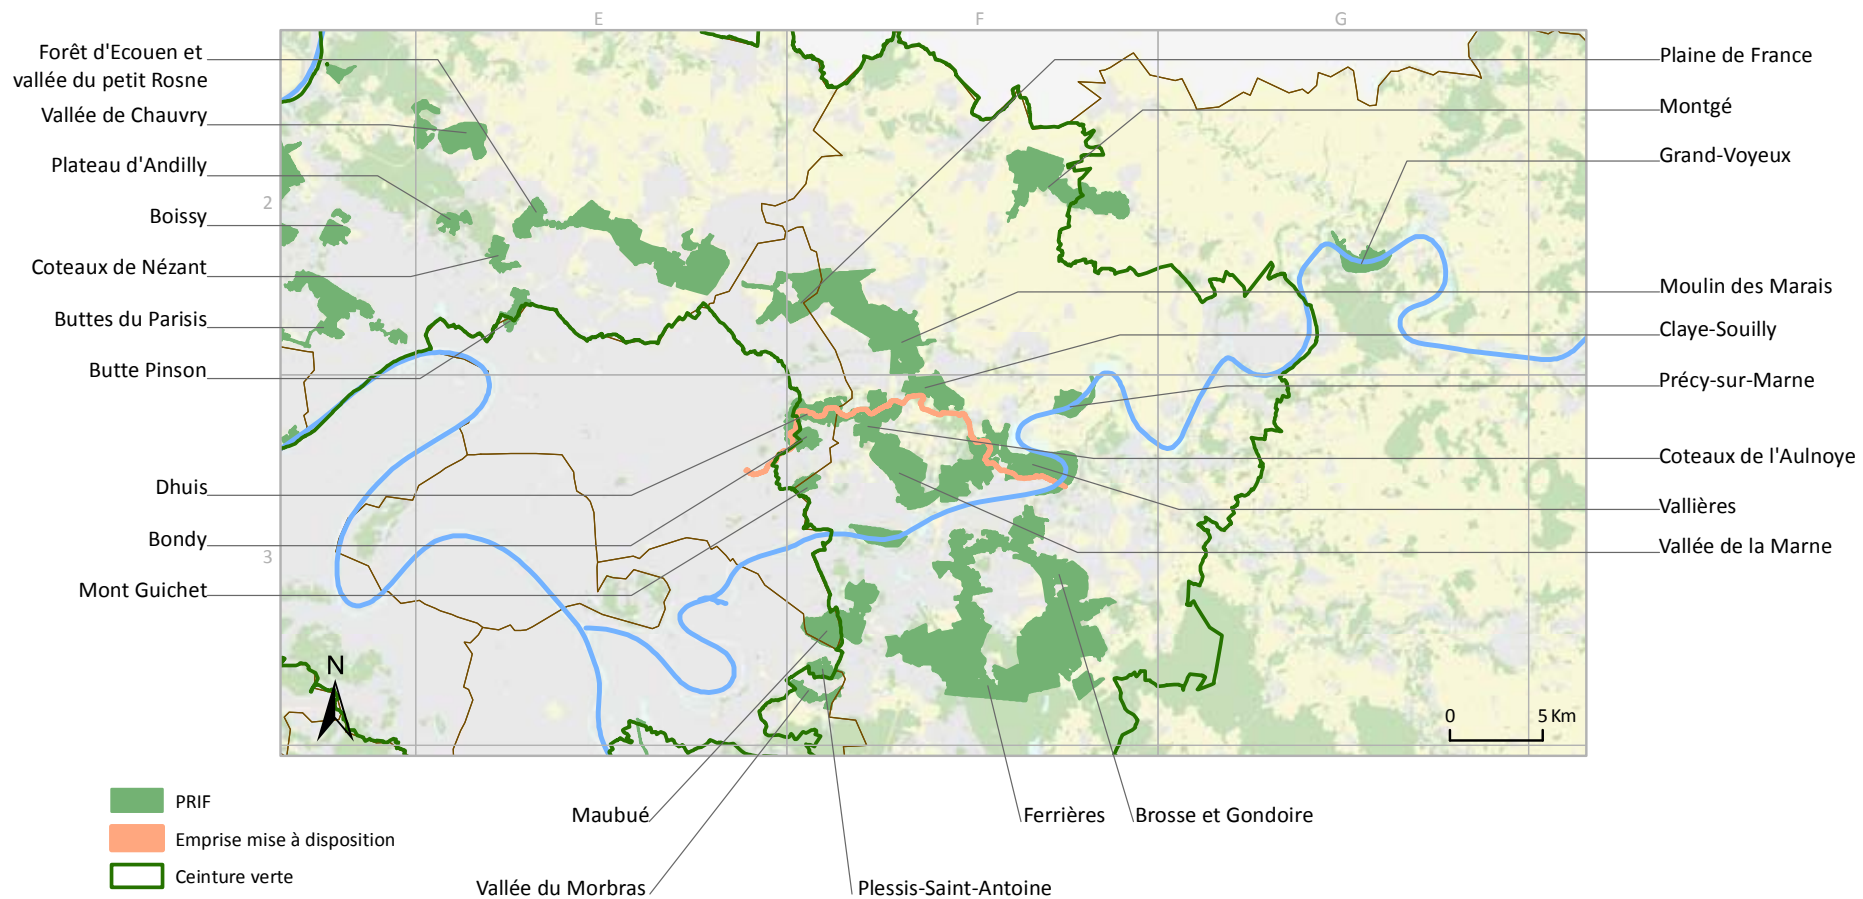 E
F
G
Forêt d'Ecouen et
vallée du petit Rosne
Vallée de Chauvry
Plateau d'Andilly
2
Boissy
Coteaux de Nézant
Buttes du Parisis
Butte Pinson
Dhuis
Bondy
3
Mont Guichet
Plaine de France
Montgé
Grand-Voyeux
Moulin des Marais
Claye-Souilly
Précy-sur-Marne
Coteaux de l'Aulnoye
Vallières
Vallée de la Marne
N
0
5 Km
PRIF
Emprise mise à disposition
Ceinture verte
Maubué
Ferrières
Brosse et Gondoire
Vallée du Morbras
Plessis-Saint-Antoine